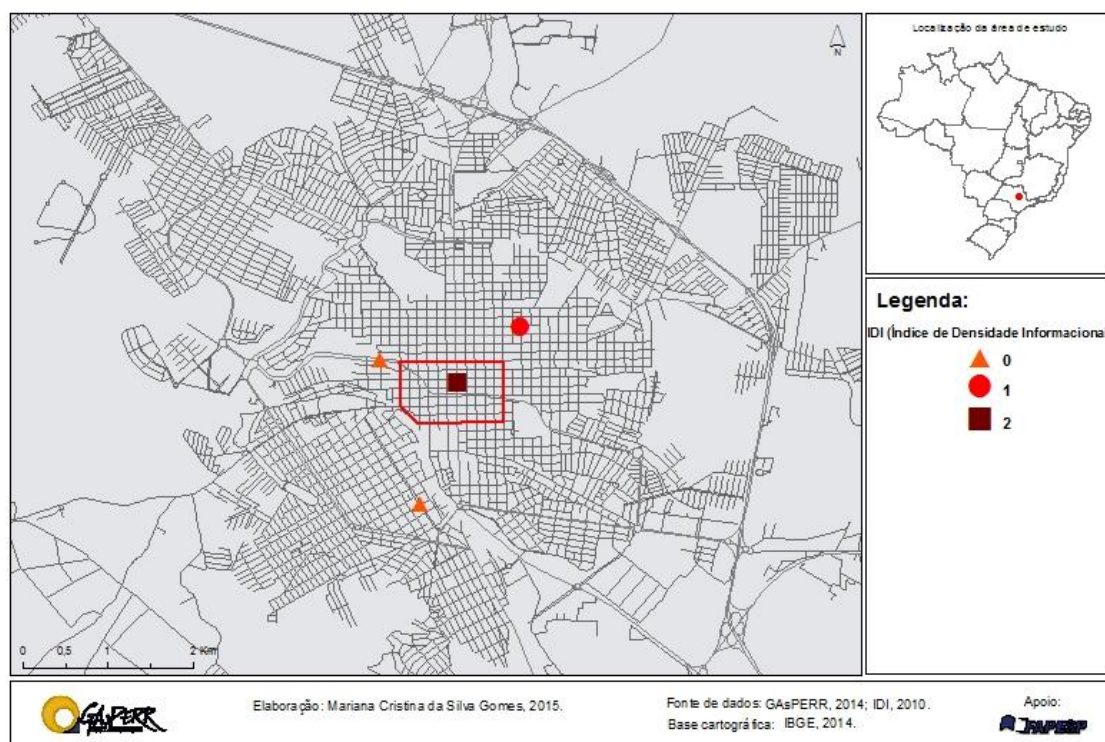 Localização da área de estudo
N
Legenda:
IDI (Índice de Densidade Informacional
0
1
2
0 0,5 1 2 Km
GAsPERR
Elaboração: Mariana Cristina da Silva Gomes, 2015.
Fonte de dados: GAsPERR, 2014; IDI, 2010.
Base cartográfica: IBGE, 2014.
Apoio:
FAPESP